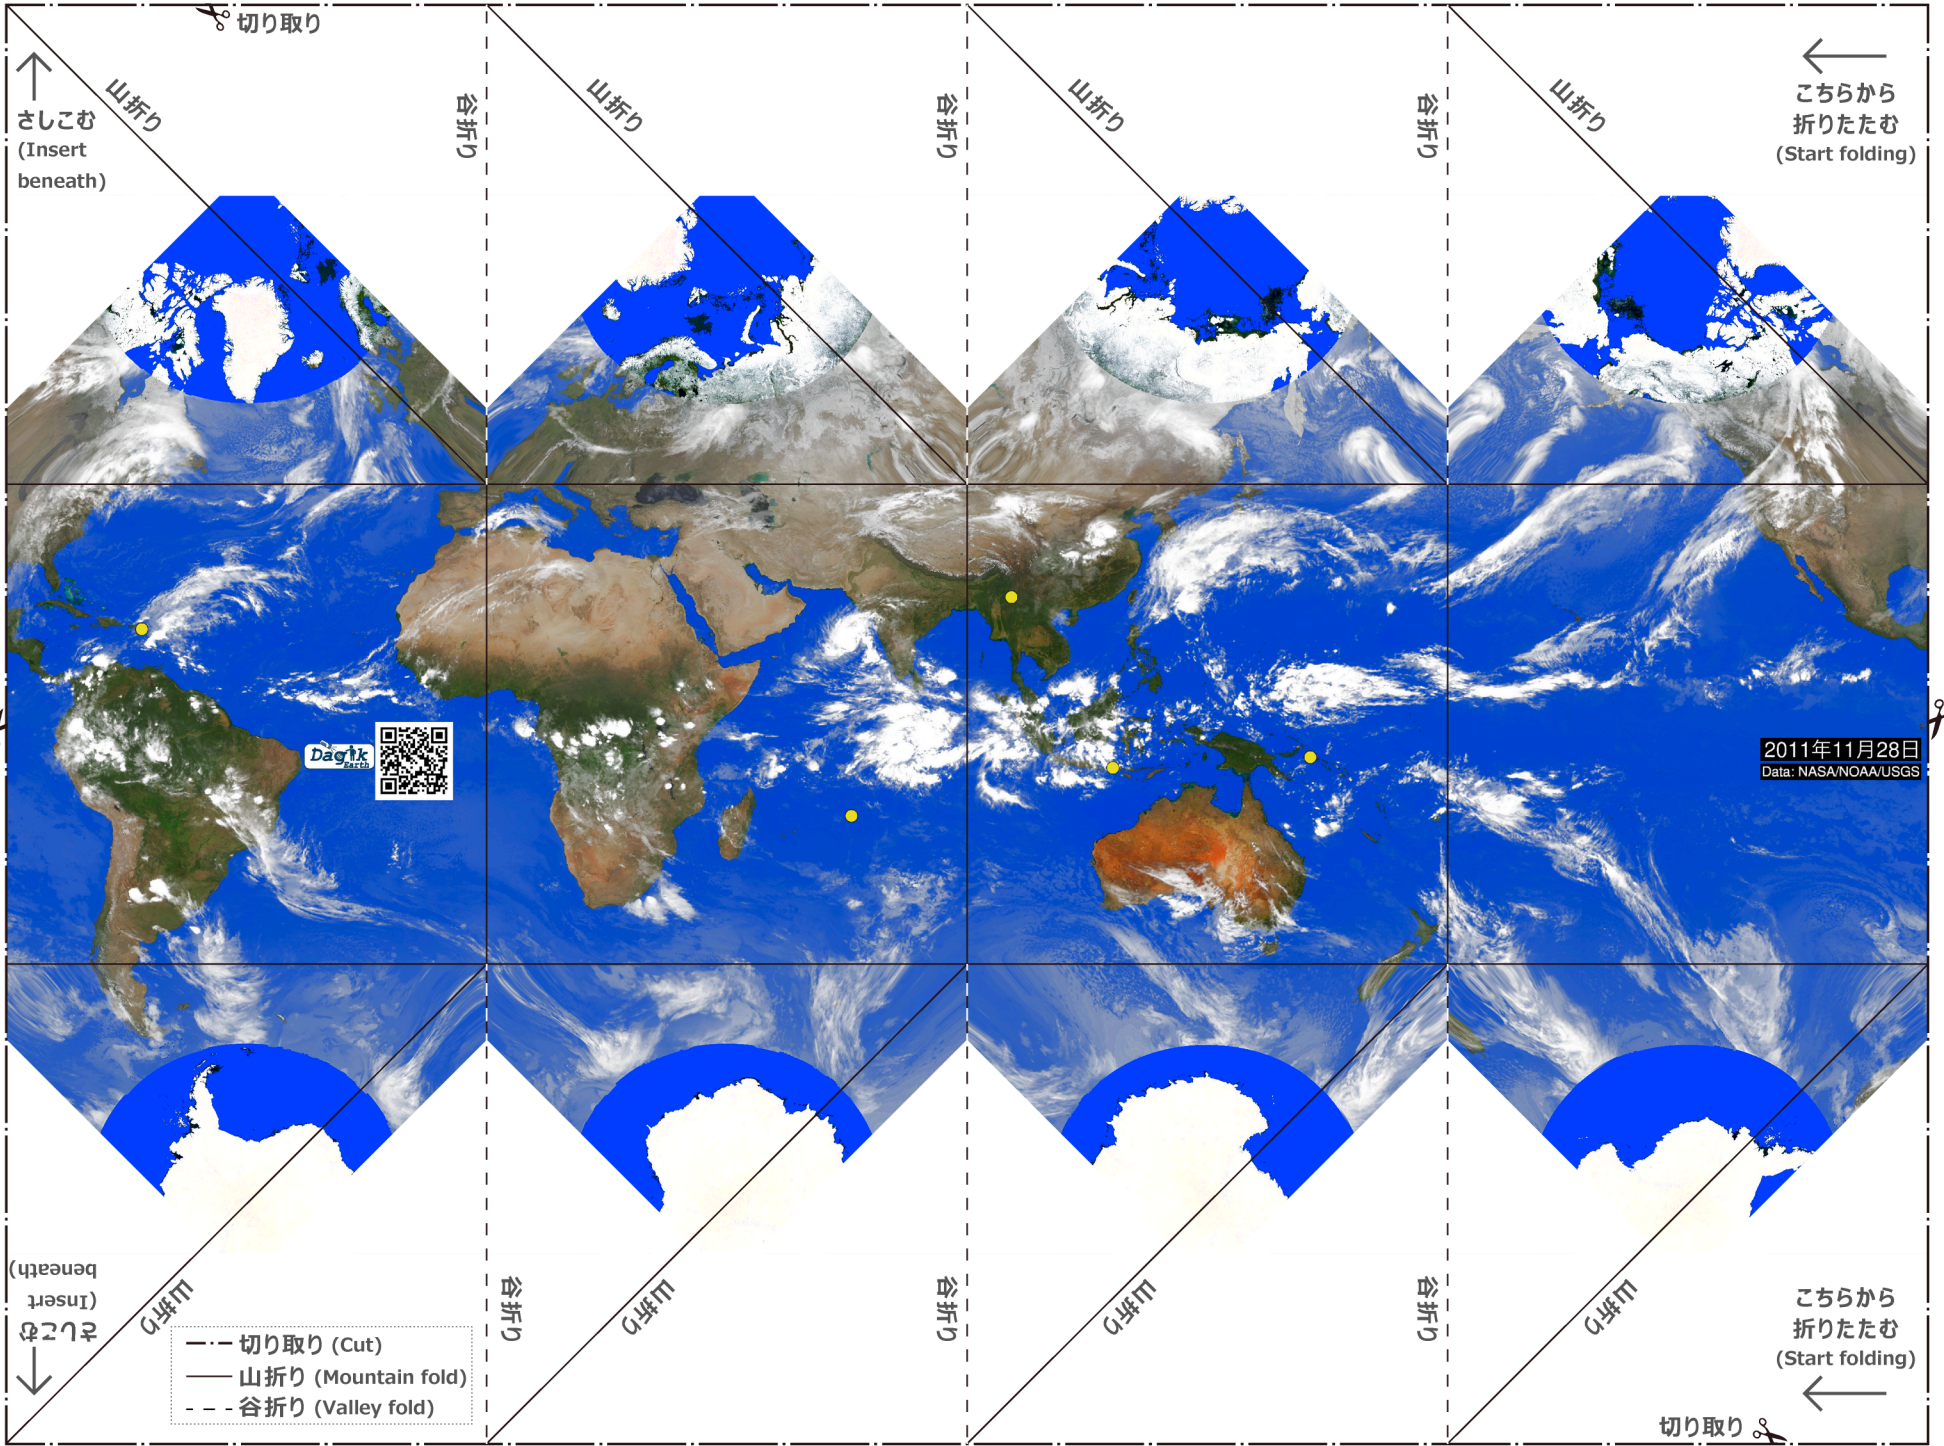 切り取り
山折り
谷折り
山折り
谷折り
山折り
谷折り
山折り
さしこむ
(Insert
beneath)
こちらから
折りたたむ
(Start folding)
Dagik
Earth
2011年11月28日
Data: NASA/NOAA/USGS
さしこむ
(Insert
beneath)
山折り
谷折り
山折り
谷折り
山折り
谷折り
山折り
こちらから
折りたたむ
(Start folding)
切り取り (Cut)
山折り (Mountain fold)
谷折り (Valley fold)
切り取り